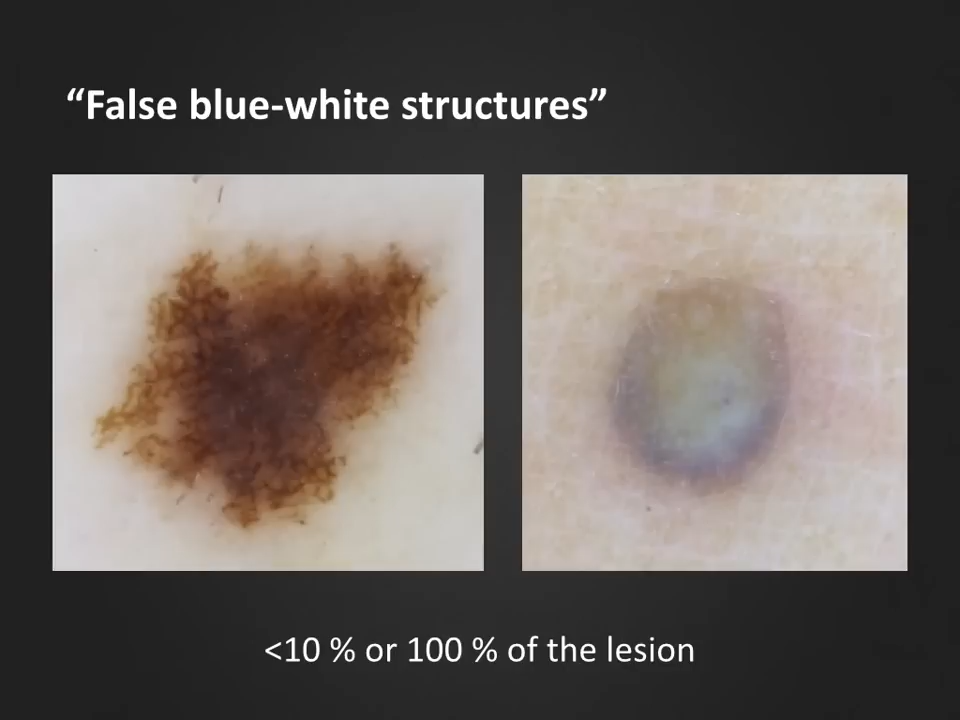 “False blue-white structures”
<10 % or 100 % of the lesion